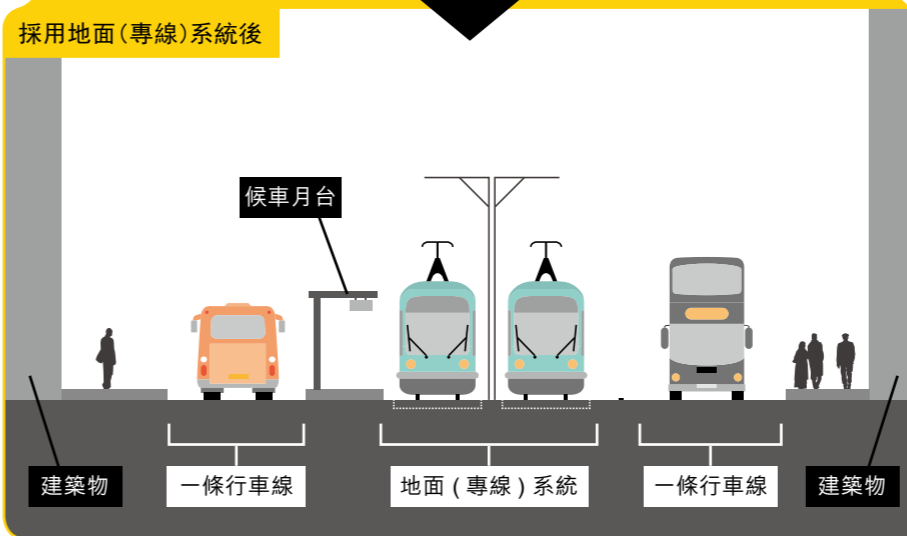 採用地面(專線)系統後
候車月台
建築物
一條行車線
地面 ( 專線 ) 系統
一條行車線
建築物